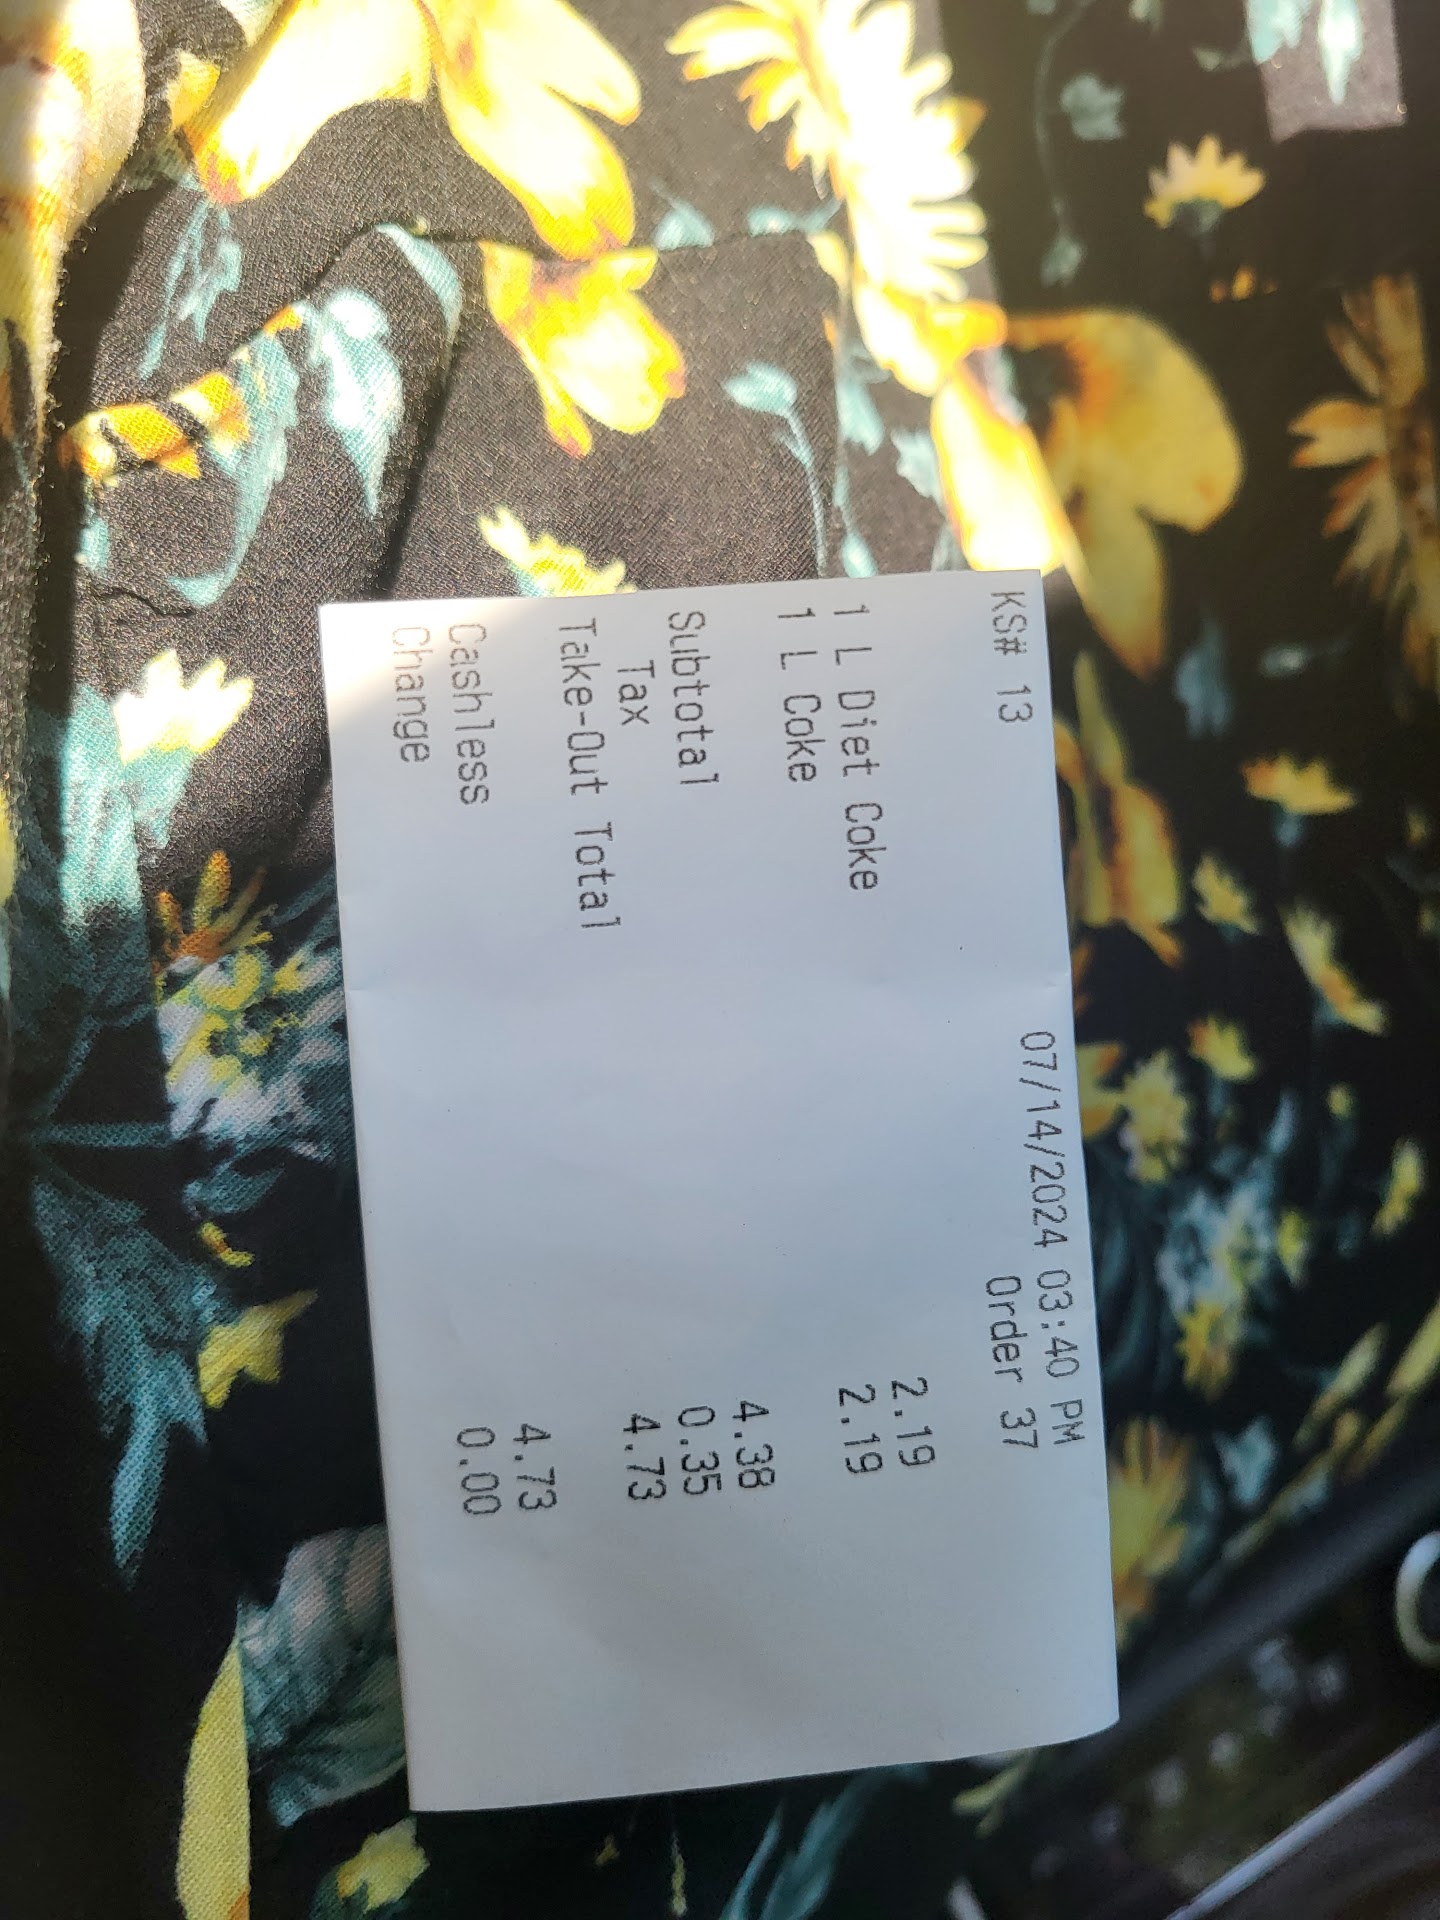 07/14/2024 03:40 PM
KS# 13 Order 37
1 L Diet Coke 2.19
1 L Coke 2.19
Subtotal 4.38
Tax 0.35
Take-Out Total 4.73
Cashless 4.73
Change 0.00